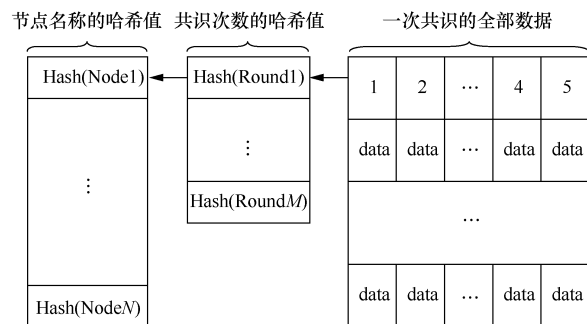 节点名称的哈希值 共识次数的哈希值 一次共识的全部数据
Hash(Node1) Hash(Round1) 1 2 … 4 5
data data … data data
⋮ ⋮
Hash(RoundM) …
Hash(NodeN) data data … data data